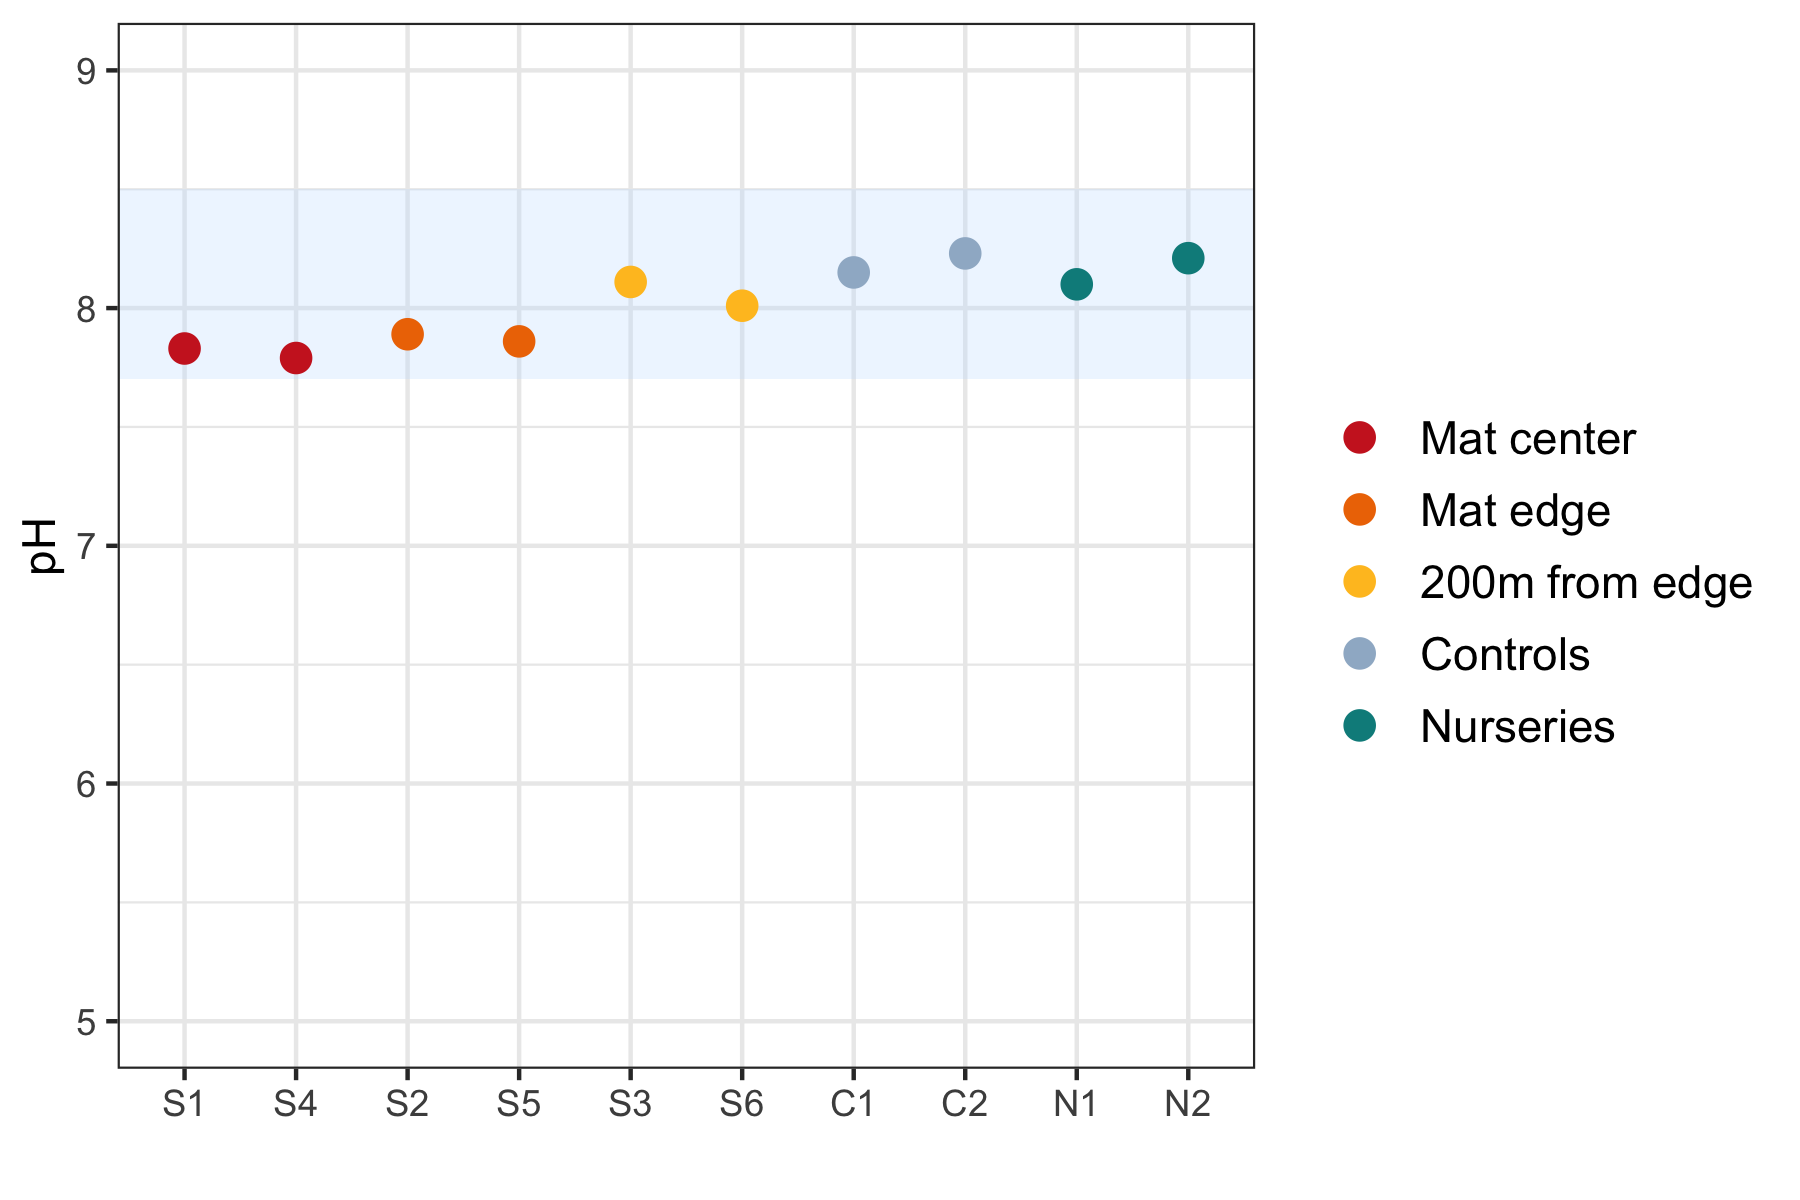 pH
9
8
7
6
5
S1 S4 S2 S5 S3 S6 C1 C2 N1 N2
Mat center
Mat edge
200m from edge
Controls
Nurseries